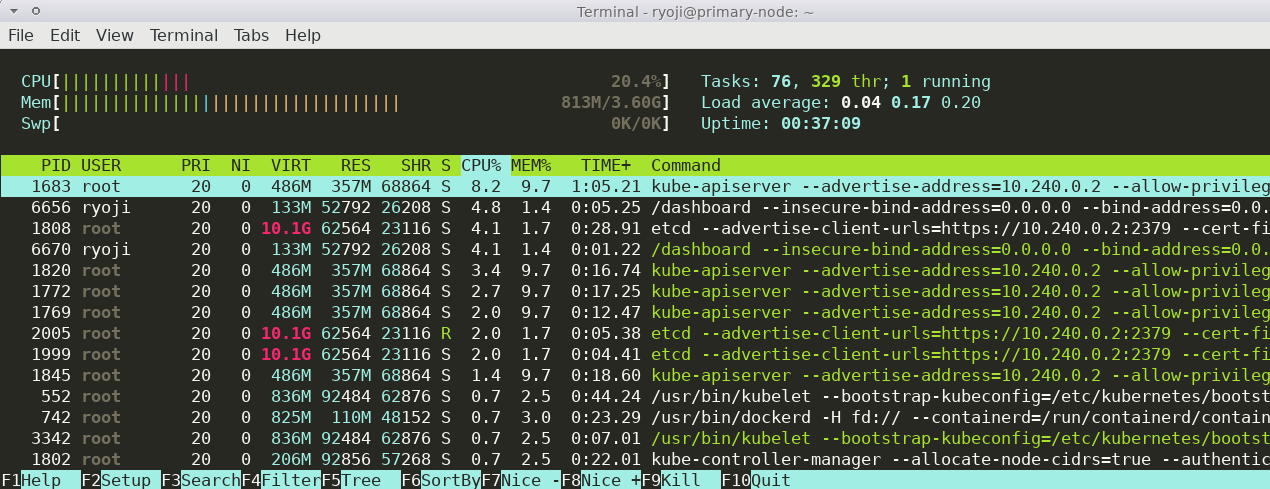 Terminal - ryoji@primary-node: ~
File Edit View Terminal Tabs Help
CPU[||||||||||||| 20.4%] Tasks: 76, 329 thr; 1 running
Mem[|||||||||||||||||||||||||||||||||| 813M/3.60G] Load average: 0.04 0.17 0.20
Swp[ 0K/0K] Uptime: 00:37:09
PID USER PRI NI VIRT RES SHR S CPU% MEM% TIME+ Command
1683 root 20 0 486M 357M 68864 S 8.2 9.7 1:05.21 kube-apiserver --advertise-address=10.240.0.2 --allow-privileg
6656 ryoji 20 0 133M 52792 26208 S 4.8 1.4 0:05.25 /dashboard --insecure-bind-address=0.0.0.0 --bind-address=0.0.
1808 root 20 0 10.1G 62564 23116 S 4.1 1.7 0:28.91 etcd --advertise-client-urls=https://10.240.0.2:2379 --cert-fi
6670 ryoji 20 0 133M 52792 26208 S 4.1 1.4 0:01.22 /dashboard --insecure-bind-address=0.0.0.0 --bind-address=0.0.
1820 root 20 0 486M 357M 68864 S 3.4 9.7 0:16.74 kube-apiserver --advertise-address=10.240.0.2 --allow-privileg
1772 root 20 0 486M 357M 68864 S 2.7 9.7 0:17.25 kube-apiserver --advertise-address=10.240.0.2 --allow-privileg
1769 root 20 0 486M 357M 68864 S 2.0 9.7 0:12.47 kube-apiserver --advertise-address=10.240.0.2 --allow-privileg
2005 root 20 0 10.1G 62564 23116 R 2.0 1.7 0:05.38 etcd --advertise-client-urls=https://10.240.0.2:2379 --cert-fi
1999 root 20 0 10.1G 62564 23116 S 2.0 1.7 0:04.41 etcd --advertise-client-urls=https://10.240.0.2:2379 --cert-fi
1845 root 20 0 486M 357M 68864 S 1.4 9.7 0:18.60 kube-apiserver --advertise-address=10.240.0.2 --allow-privileg
552 root 20 0 836M 92484 62876 S 0.7 2.5 0:44.24 /usr/bin/kubelet --bootstrap-kubeconfig=/etc/kubernetes/bootst
742 root 20 0 825M 110M 48152 S 0.7 3.0 0:23.29 /usr/bin/dockerd -H fd:// --containerd=/run/containerd/contain
3342 root 20 0 836M 92484 62876 S 0.7 2.5 0:07.01 /usr/bin/kubelet --bootstrap-kubeconfig=/etc/kubernetes/bootst
1802 root 20 0 206M 92856 57268 S 0.7 2.5 0:22.01 kube-controller-manager --allocate-node-cidrs=true --authentic
F1Help F2Setup F3SearchF4FilterF5Tree F6SortByF7Nice -F8Nice +F9Kill F10Quit